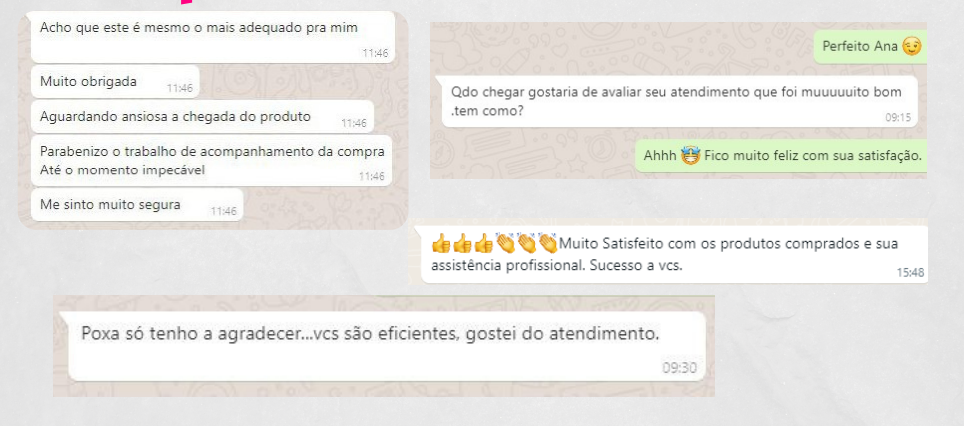 Acho que este é mesmo o mais adequado pra mim
11:46
Muito obrigada
11:46
Aguardando ansiosa a chegada do produto
11:46
Parabenizo o trabalho de acompanhamento da compra
Até o momento impecável
11:46
Me sinto muito segura
11:46
Perfeito Ana 😉
Qdo chegar gostaria de avaliar seu atendimento que foi muuuuuito bom
.tem como?
09:15
Ahhh 🤩 Fico muito feliz com sua satisfação.
👍👍👍👏👏👏Muito Satisfeito com os produtos comprados e sua
assistência profissional. Sucesso a vcs.
15:48
Poxa só tenho a agradecer...vcs são eficientes, gostei do atendimento.
09:30